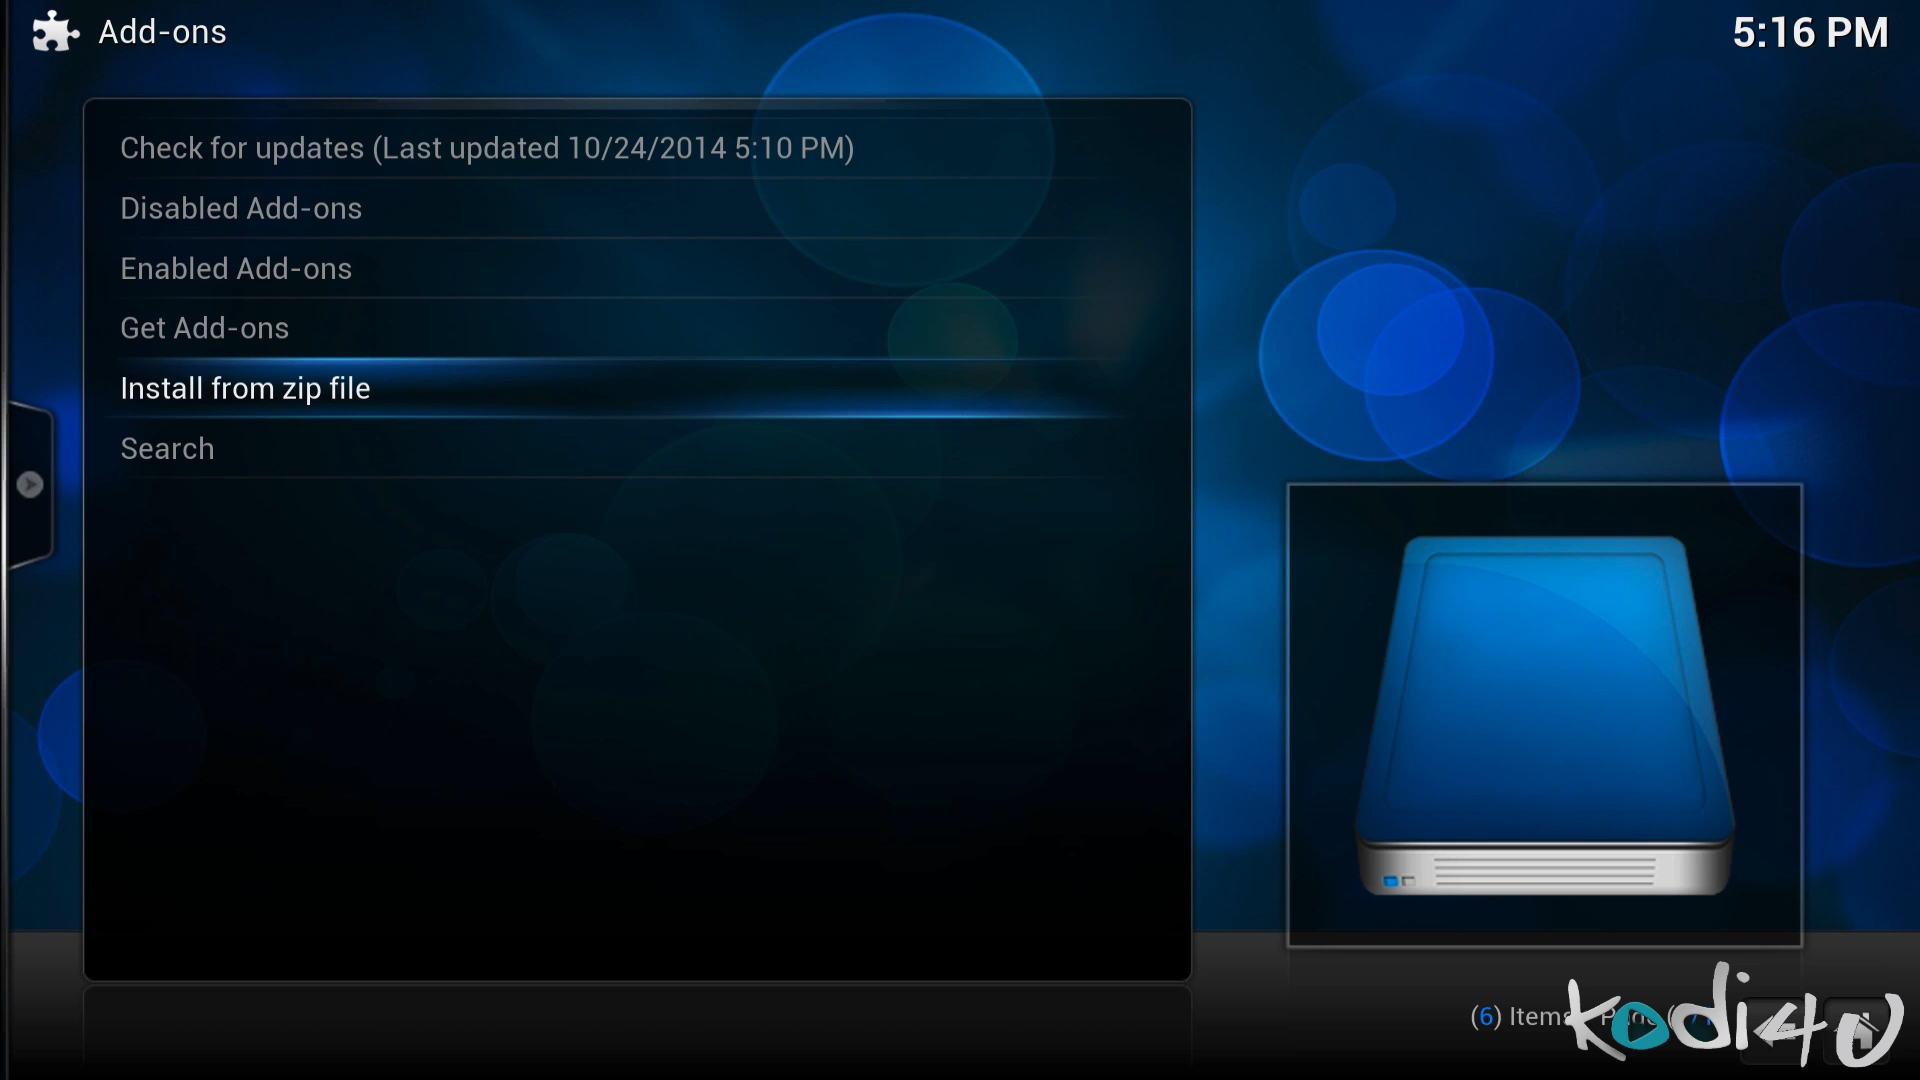 Add-ons
5:16 PM
Check for updates (Last updated 10/24/2014 5:10 PM)
Disabled Add-ons
Enabled Add-ons
Get Add-ons
Install from zip file
Search
(6) Items
kodi4U